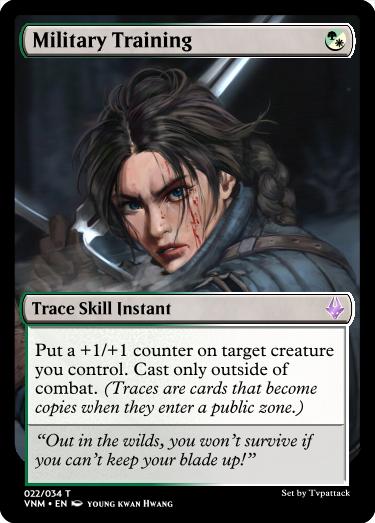 Military Training
Trace Skill Instant
Put a +1/+1 counter on target creature
you control. Cast only outside of
combat. (Traces are cards that become
copies when they enter a public zone.)
“Out in the wilds, you won’t survive if
you can’t keep your blade up!”
022/034 T
VNM • EN YOUNG KWAN HWANG
Set by Tvpattack